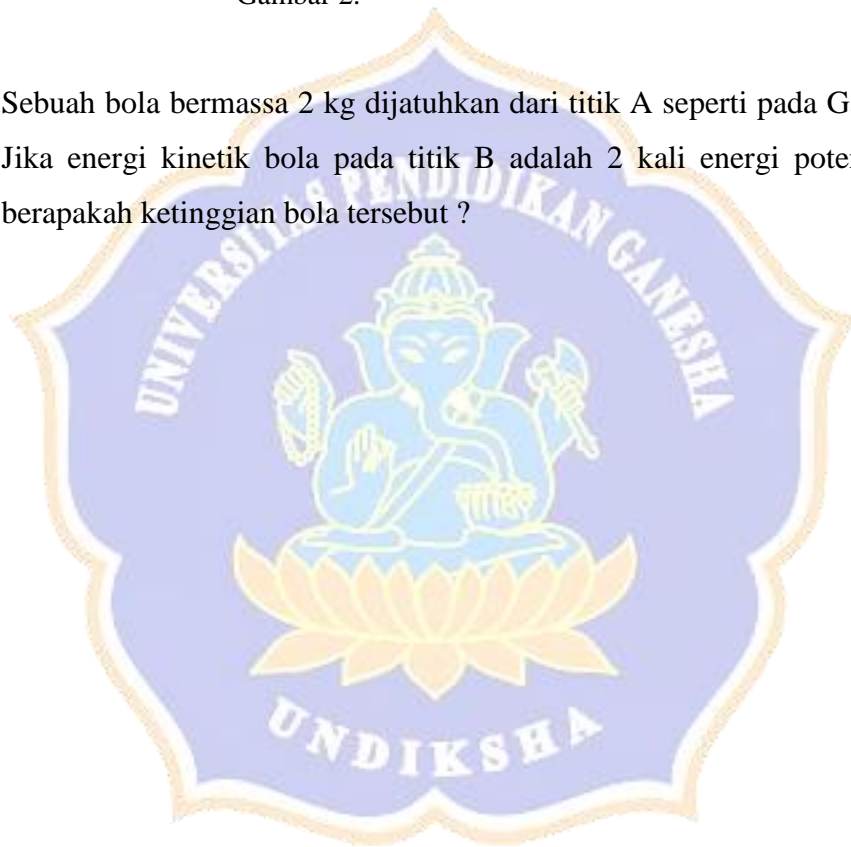 Gambar 2.
Sebuah bola bermassa 2 kg dijatuhkan dari titik A seperti pada G
Jika energi kinetik bola pada titik B adalah 2 kali energi poten
berapakah ketinggian bola tersebut ?
UNIVERSITAS PENDIDIKAN GANESHA
UNDIKSHA